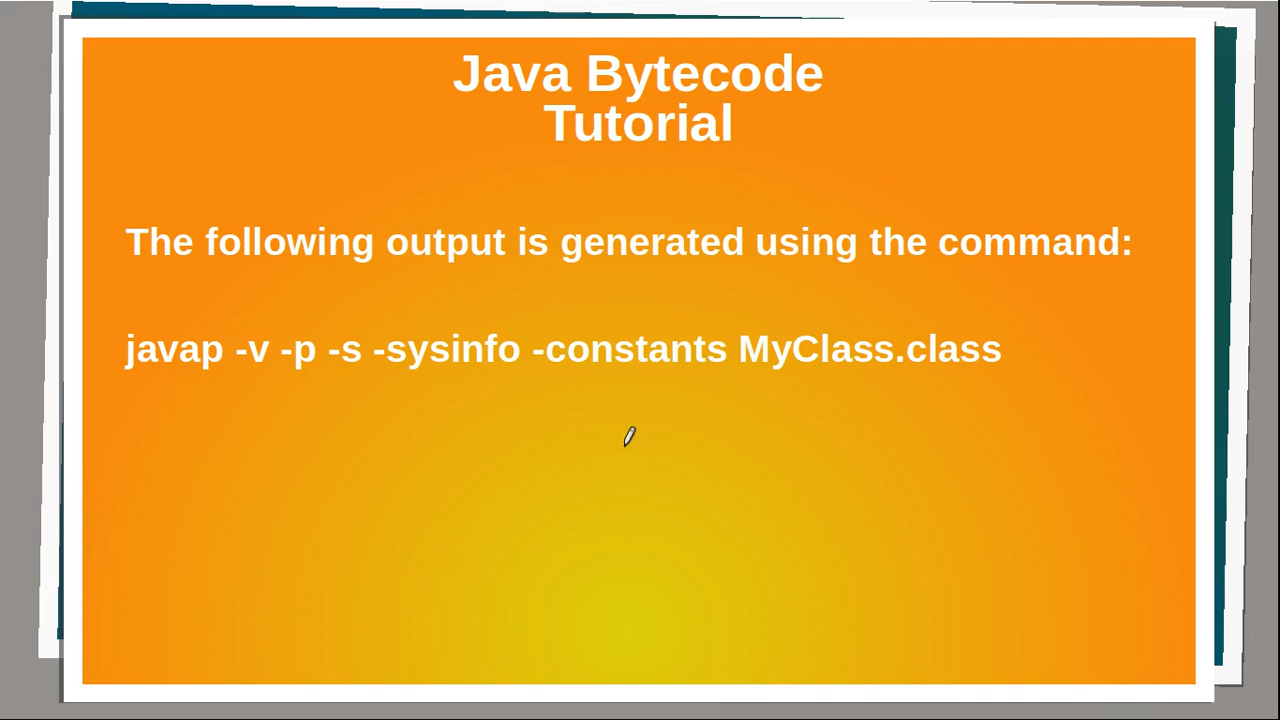 Java Bytecode
Tutorial
The following output is generated using the command:
javap -v -p -s -sysinfo -constants MyClass.class